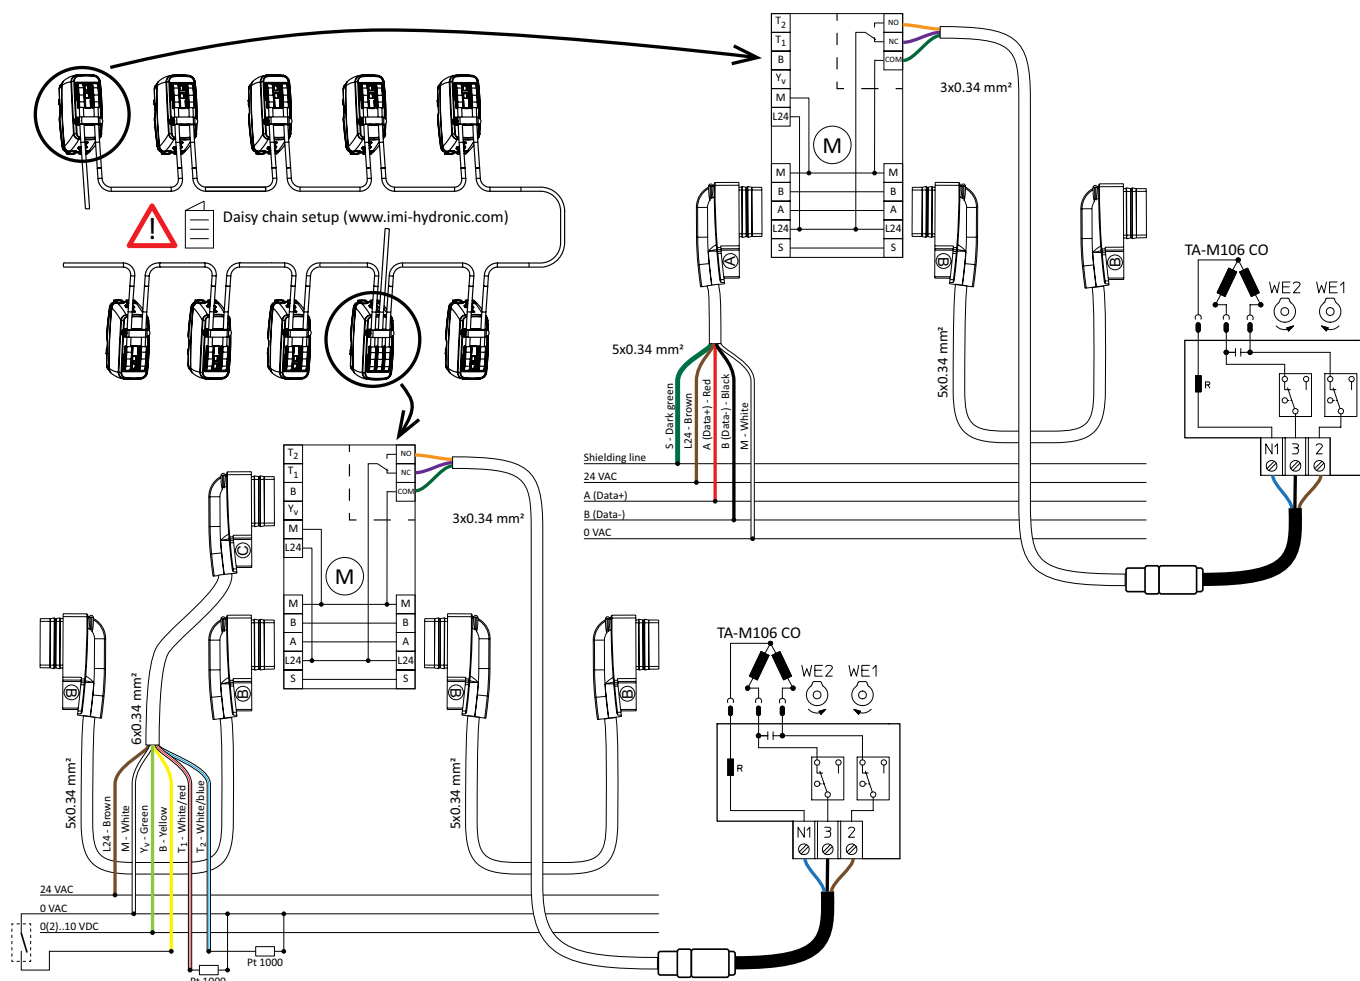 Daisy chain setup (www.imi-hydronic.com)
T2
T1
B
Yv
M
L24
M
B
A
L24
S
NO
NC
COM
M
M
B
A
L24
S
3x0.34 mm²
A
B
B
5x0.34 mm²
5x0.34 mm²
S - Dark green
L24 - Brown
A (Data+) - Red
B (Data-) - Black
M - White
Shielding line
24 VAC
A (Data+)
B (Data-)
0 VAC
TA-M106 CO
WE2
WE1
R
N1
3
2
T2
T1
B
Yv
M
L24
M
B
A
L24
S
NO
NC
COM
M
M
B
A
L24
S
3x0.34 mm²
C
B
B
B
B
6x0.34 mm²
5x0.34 mm²
5x0.34 mm²
L24 - Brown
M - White
Yv - Green
B - Yellow
T1 - White/red
T2 - White/blue
24 VAC
0 VAC
0(2)..10 VDC
Pt 1000
Pt 1000
TA-M106 CO
WE2
WE1
R
N1
3
2